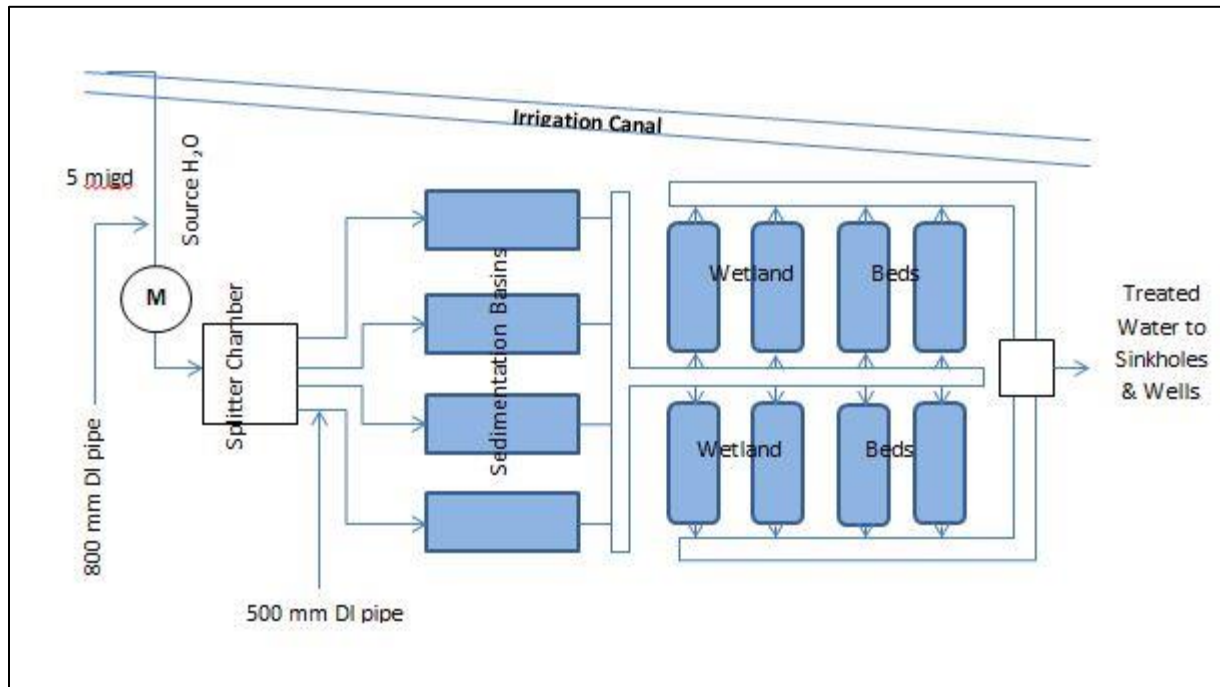 Irrigation Canal
5 migd
Source H₂O
M
800 mm DI pipe
Splitter Chamber
500 mm DI pipe
Sedimentation Basins
Wetland
Beds
Wetland
Beds
Treated
Water to
Sinkholes
& Wells